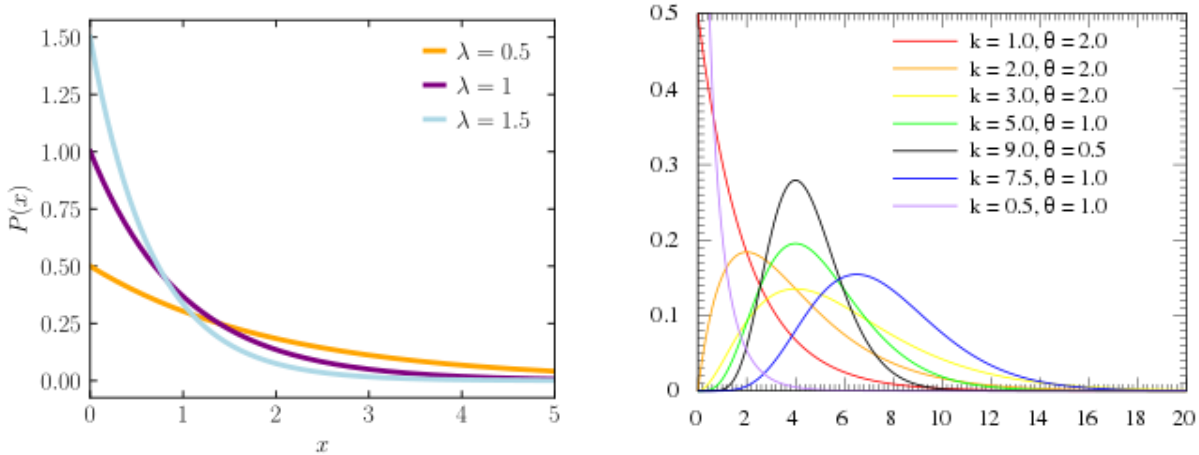 1.50
1.25
1.00
0.75
0.50
0.25
0.00
P(x)
λ = 0.5
λ = 1
λ = 1.5
0 1 2 3 4 5
x
0.5
0.4
0.3
0.2
0.1
0
k = 1.0, θ = 2.0
k = 2.0, θ = 2.0
k = 3.0, θ = 2.0
k = 5.0, θ = 1.0
k = 9.0, θ = 0.5
k = 7.5, θ = 1.0
k = 0.5, θ = 1.0
0 2 4 6 8 10 12 14 16 18 20